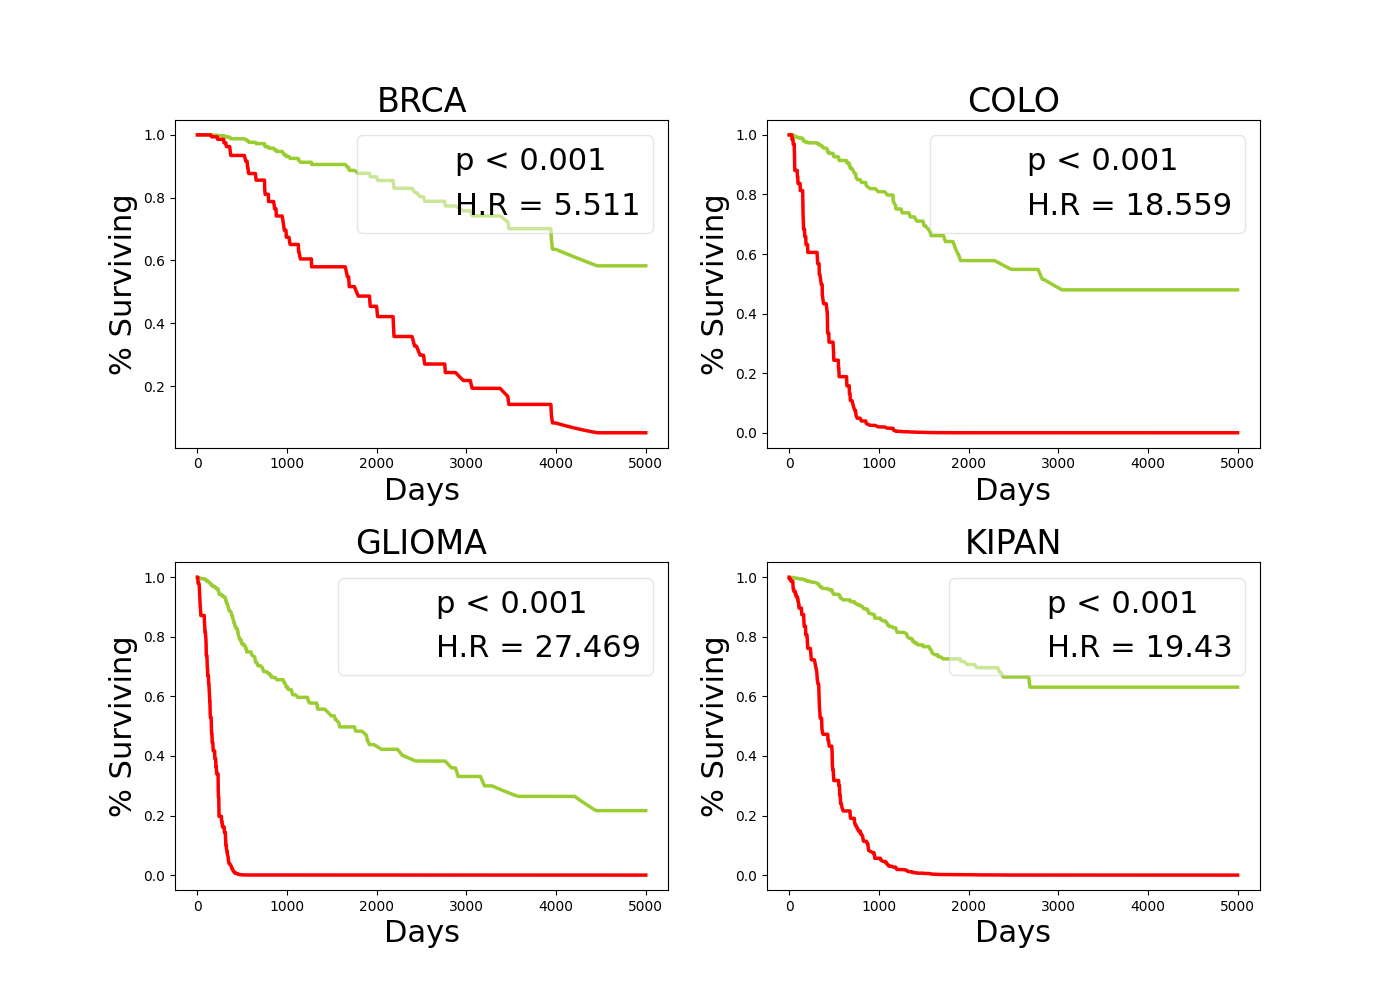 BRCA
1.0
0.8
0.6
0.4
0.2
% Surviving
p < 0.001
H.R = 5.511
0 1000 2000 3000 4000 5000
Days
COLO
1.0
0.8
0.6
0.4
0.2
0.0
% Surviving
p < 0.001
H.R = 18.559
0 1000 2000 3000 4000 5000
Days
GLIOMA
1.0
0.8
0.6
0.4
0.2
0.0
% Surviving
p < 0.001
H.R = 27.469
0 1000 2000 3000 4000 5000
Days
KIPAN
1.0
0.8
0.6
0.4
0.2
0.0
% Surviving
p < 0.001
H.R = 19.43
0 1000 2000 3000 4000 5000
Days